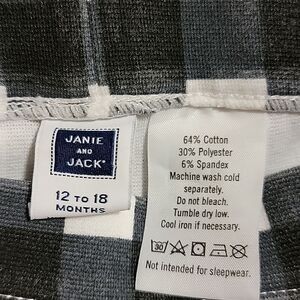 JANIE
AND
JACK®
12 TO 18
MONTHS
64% Cotton
30% Polyester
6% Spandex
Machine wash cold
separately.
Do not bleach.
Tumble dry low.
Cool iron if necessary.
Not intended for sleepwear.